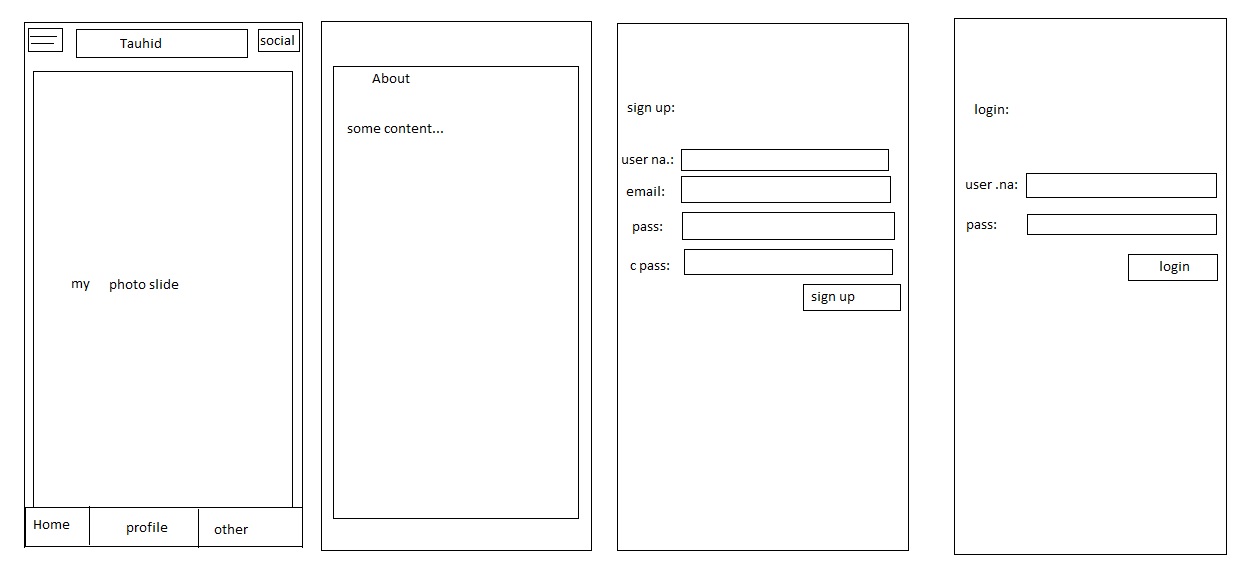 Tauhid
social
my photo slide
Home
profile
other
About
some content...
sign up:
user na.:
email:
pass:
c pass:
sign up
login:
user .na:
pass:
login